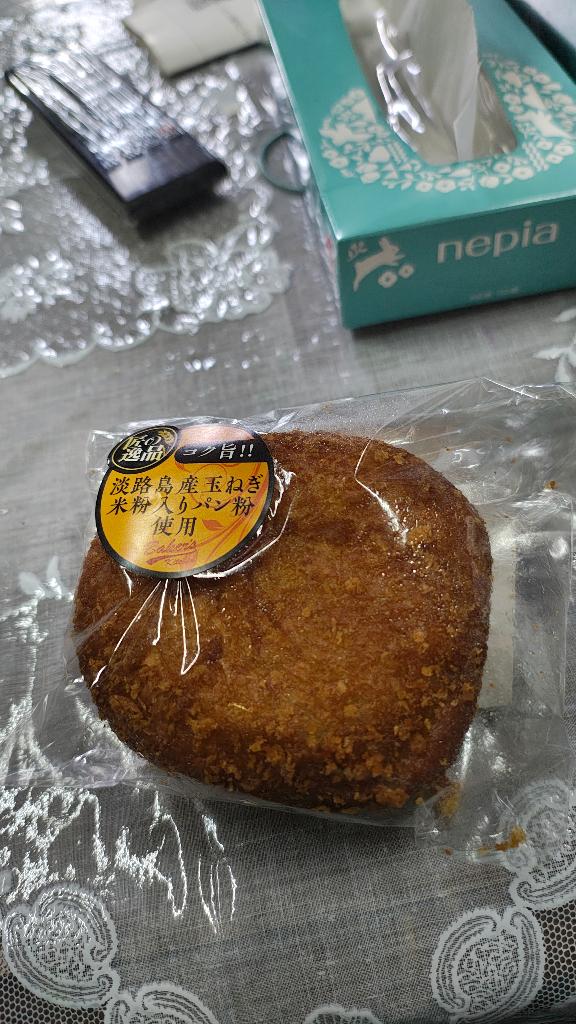 nepia
匠の
逸品
コク旨!!
淡路島産玉ねぎ
米粉入りパン粉
使用
Baker's